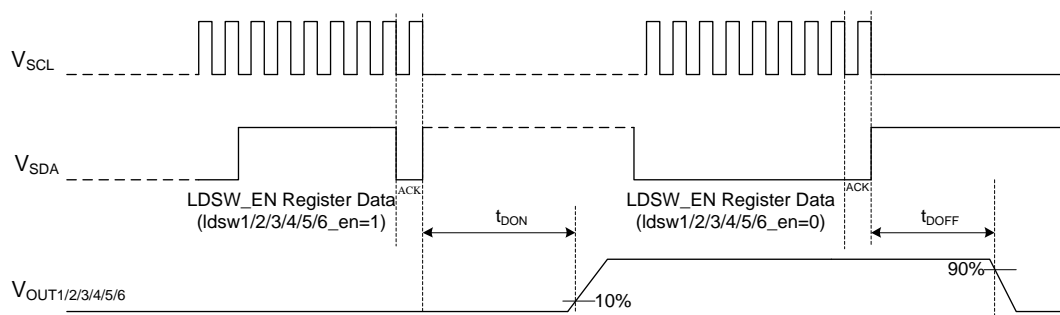 VSCL
VSDA
ACK
ACK
LDSW_EN Register Data
(ldsw1/2/3/4/5/6_en=1)
LDSW_EN Register Data
(ldsw1/2/3/4/5/6_en=0)
tDON
tDOFF
90%
VOUT1/2/3/4/5/6
10%